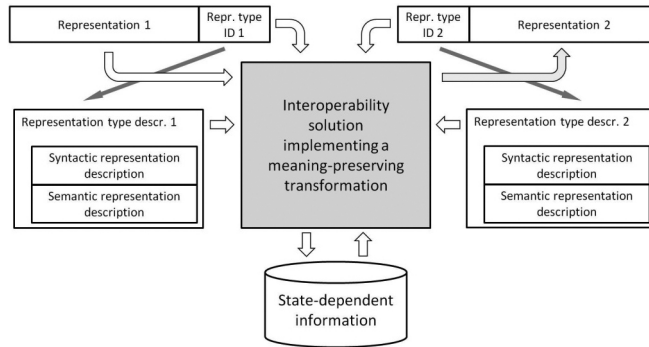 Representation 1
Repr. type
ID 1
Repr. type
ID 2
Representation 2
Representation type descr. 1
Syntactic representation
description
Semantic representation
description
Interoperability
solution
implementing a
meaning-preserving
transformation
Representation type descr. 2
Syntactic representation
description
Semantic representation
description
State-dependent
information